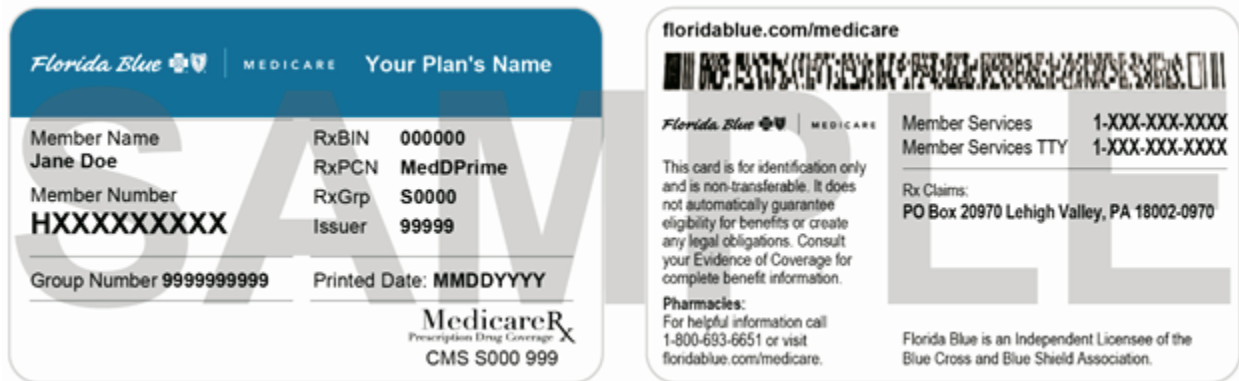 Florida Blue MEDICARE Your Plan's Name
Member Name
Jane Doe
Member Number
HXXXXXXXXX
RxBIN 000000
RxPCN MedDPrime
RxGrp S0000
Issuer 99999
Group Number 9999999999
Printed Date: MMDDYYYY
MedicareRx
Prescription Drug Coverage
CMS S000 999
floridablue.com/medicare
Florida Blue MEDICARE
This card is for identification only
and is non-transferable. It does
not automatically guarantee
eligibility for benefits or create
any legal obligations. Consult
your Evidence of Coverage for
complete benefit information.
Pharmacies:
For helpful information call
1-800-693-6651 or visit
floridablue.com/medicare.
Member Services 1-XXX-XXX-XXXX
Member Services TTY 1-XXX-XXX-XXXX
Rx Claims:
PO Box 20970 Lehigh Valley, PA 18002-0970
Florida Blue is an Independent Licensee of the
Blue Cross and Blue Shield Association.
SAMPLE